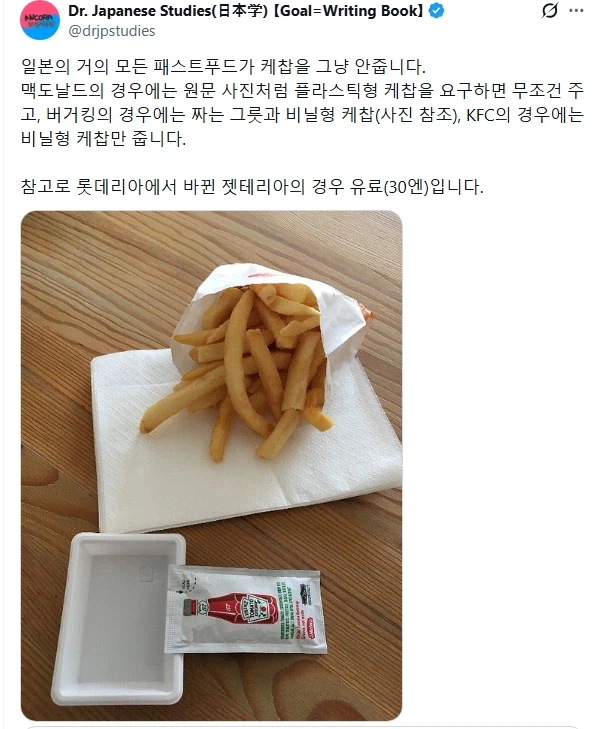 Dr. Japanese Studies(日本学) 【Goal=Writing Book】
@drjpstudies
일본의 거의 모든 패스트푸드가 케찹을 그냥 안줍니다.
맥도날드의 경우에는 원문 사진처럼 플라스틱형 케찹을 요구하면 무조건 주
고, 버거킹의 경우에는 짜는 그릇과 비닐형 케찹(사진 참조), KFC의 경우에는
비닐형 케찹만 줍니다.
참고로 롯데리아에서 바뀐 젯테리아의 경우 유료(30엔)입니다.